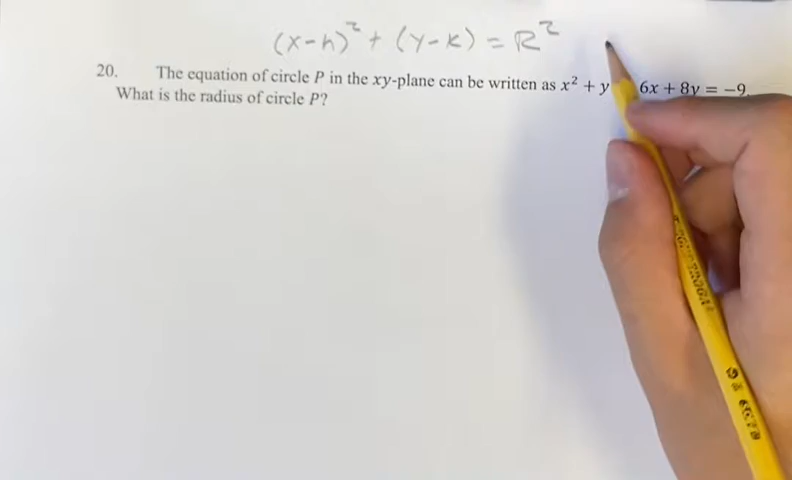 (x-h)² + (y-k) = R²
20. The equation of circle P in the xy-plane can be written as x² + y 6x + 8y = −9.
What is the radius of circle P?